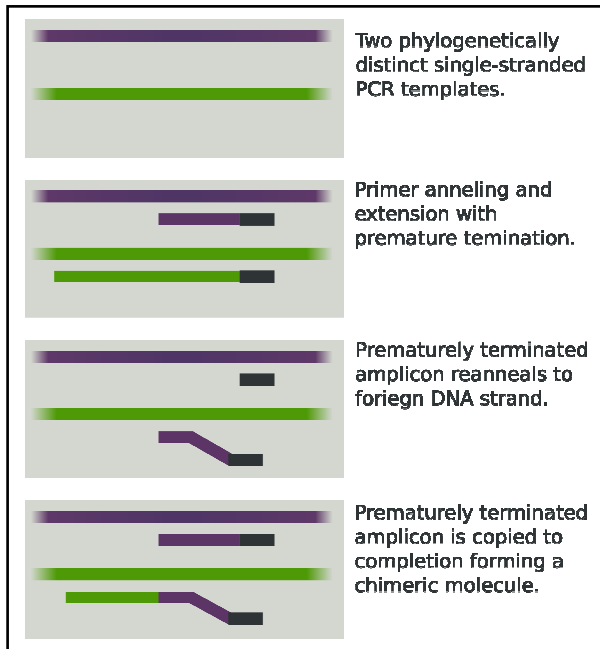 Two phylogenetically
distinct single-stranded
PCR templates.
Primer anneling and
extension with
premature temination.
Prematurely terminated
amplicon reanneals to
foriegn DNA strand.
Prematurely terminated
amplicon is copied to
completion forming a
chimeric molecule.